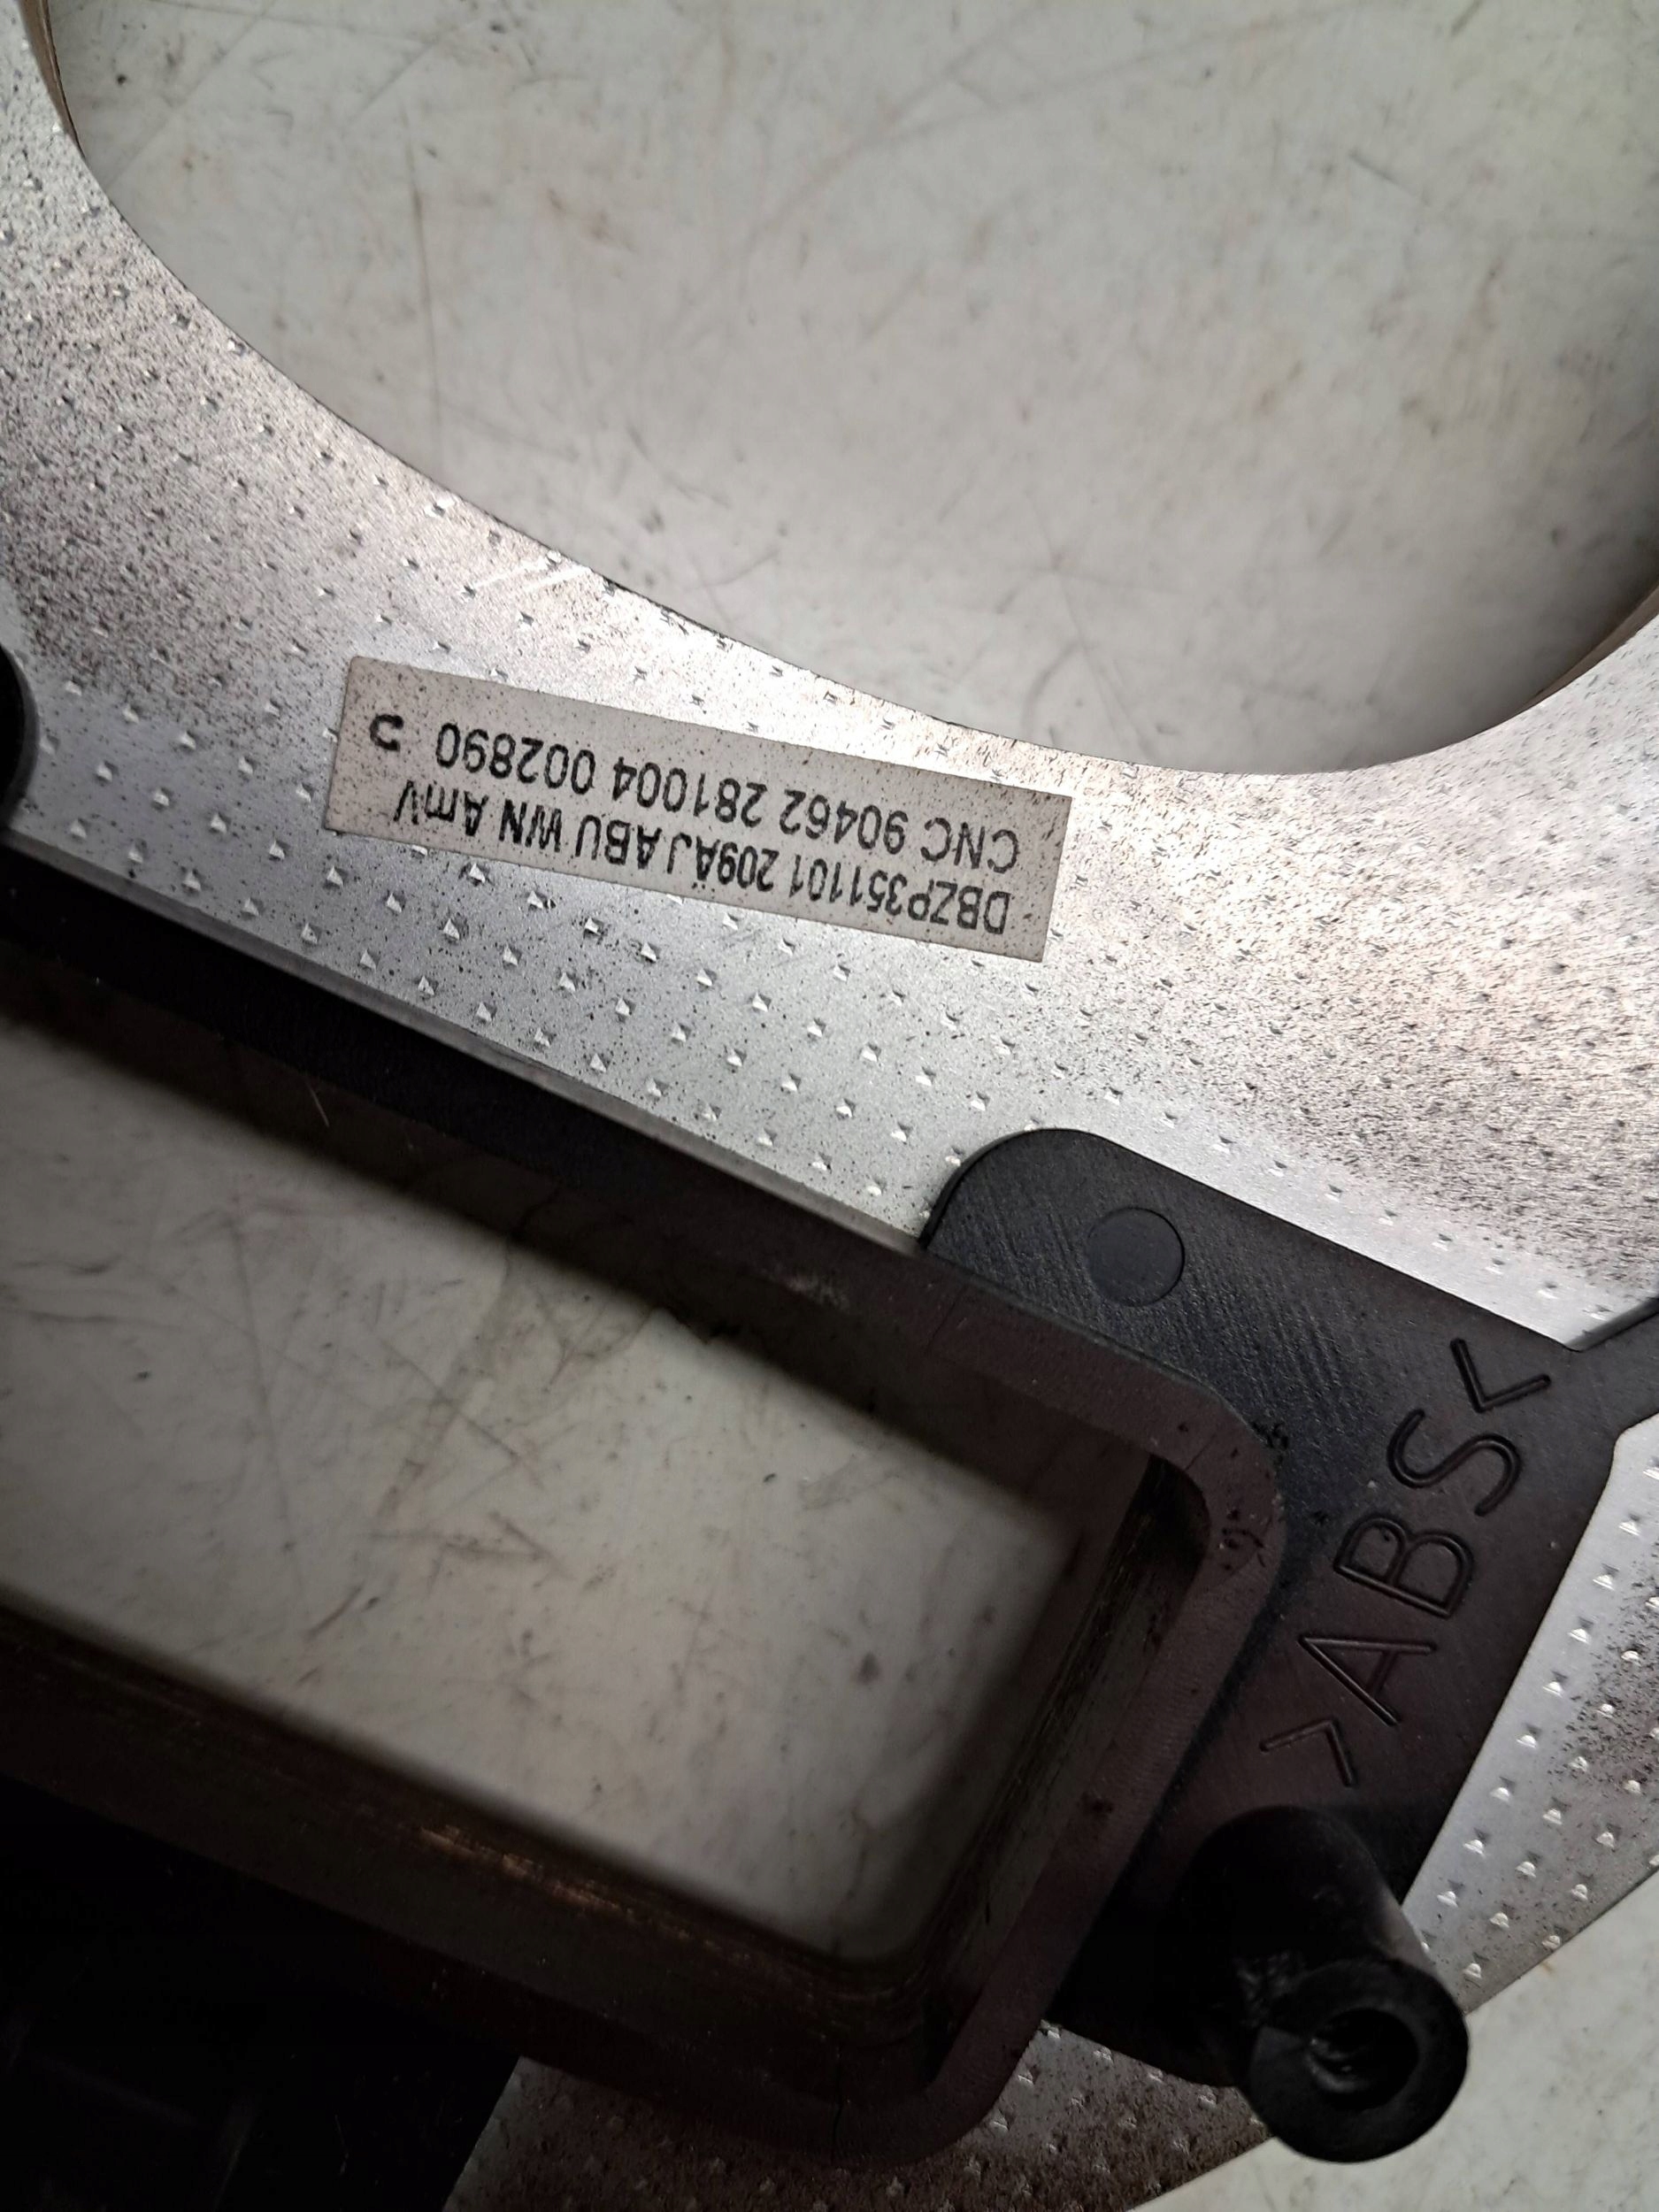 DBZP351101 209ÄJ ABU WN AmV
CNC 90462 281004 002890 C
>ABS<